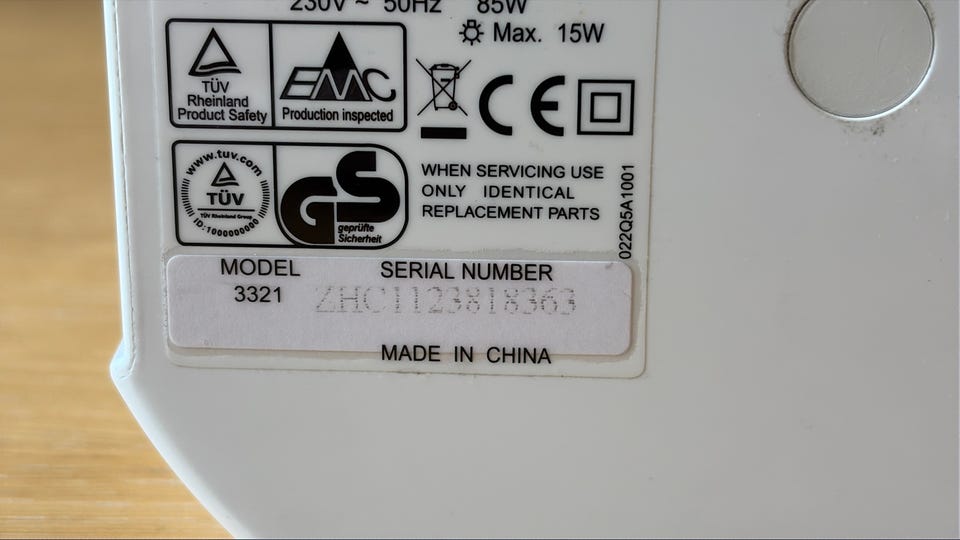 230V ~ 50Hz 85W
Max. 15W
TÜV
Rheinland
Product Safety
EMC
Production inspected
CE
www.tuv.com
TÜV
TÜV Rheinland Group
ID:1000000000
GS
geprüfte
Sicherheit
WHEN SERVICING USE
ONLY IDENTICAL
REPLACEMENT PARTS
022Q5A1001
MODEL SERIAL NUMBER
3321 ZHC1123818363
MADE IN CHINA